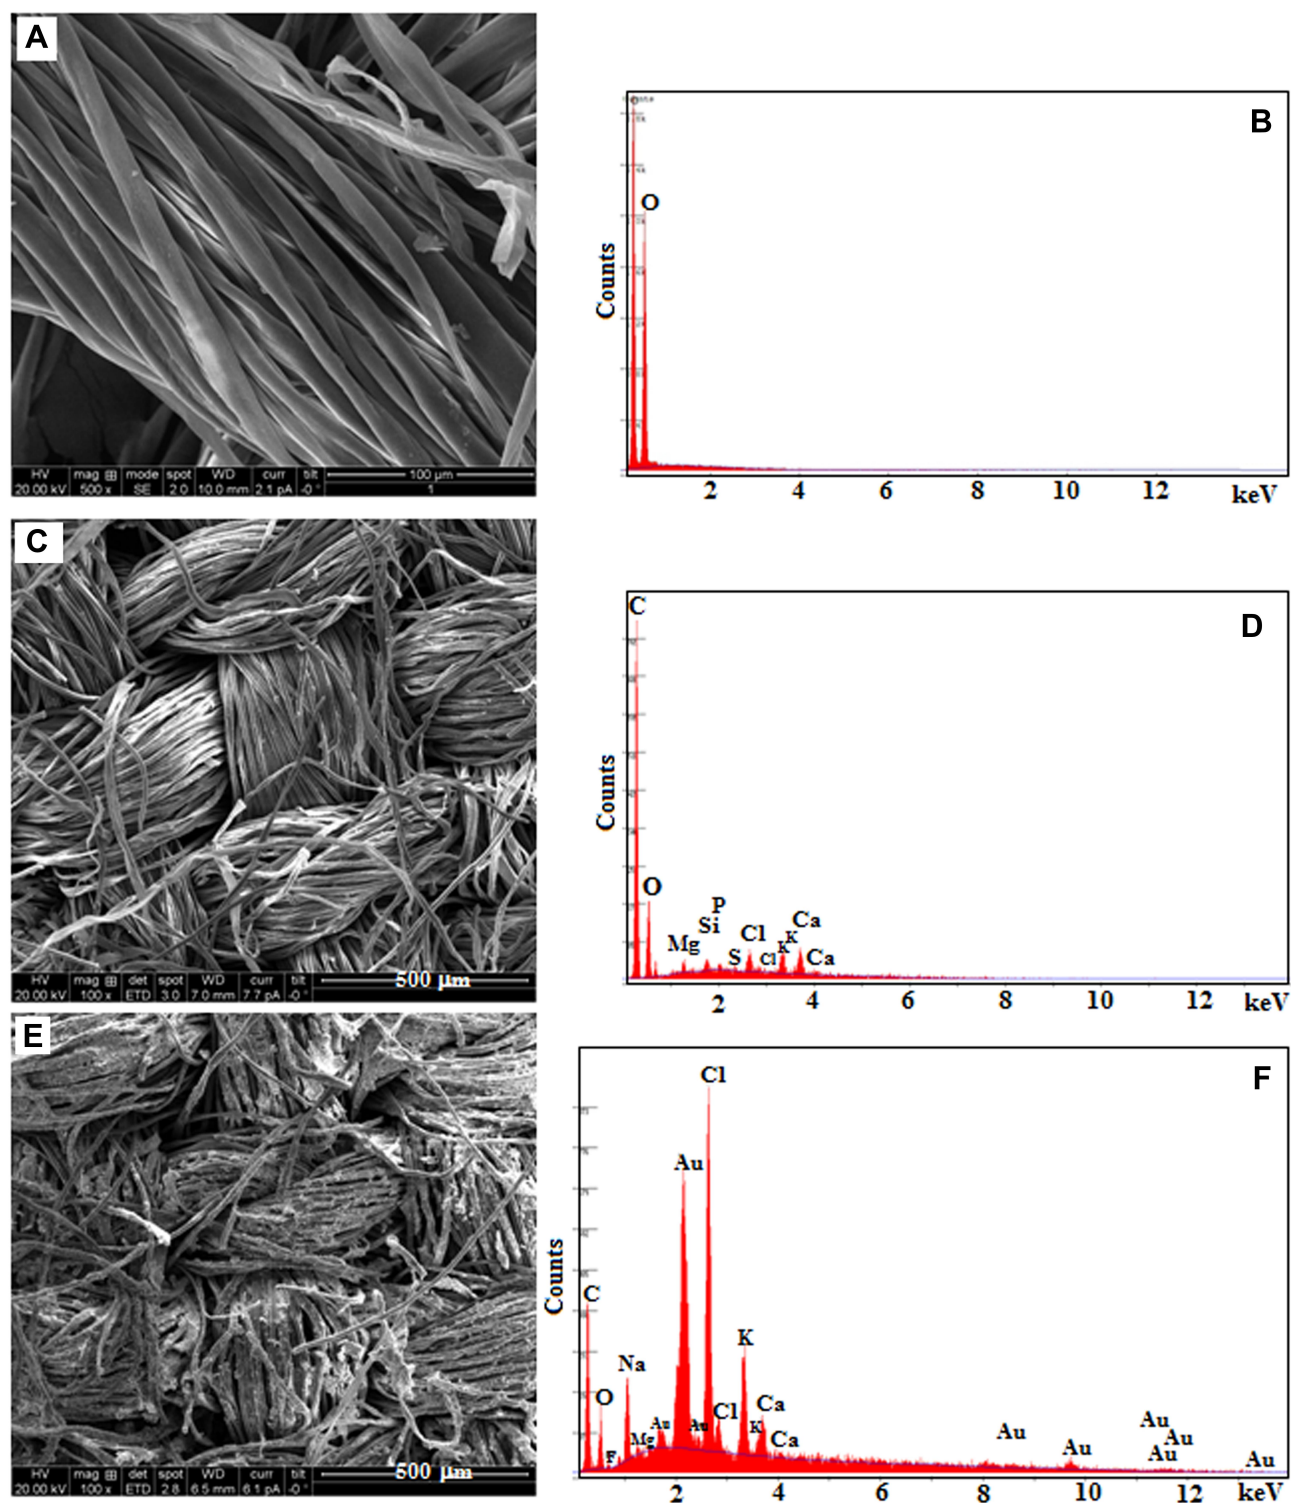 A
HV mag mode spot WD curr tilt 100 µm
20.00 kV 500 x SE 2.0 10.0 mm 2.1 pA -0° 1
B
O
Counts
2 4 6 8 10 12 keV
C
HV mag det spot WD curr tilt 500 µm
20.00 kV 100 x ETD 3.0 7.0 mm 7.7 pA -0°
D
C
O
Mg
Si
P
S
Cl
Cl
K
K
Ca
Ca
Counts
2 4 6 8 10 12 keV
E
HV mag det spot WD curr tilt 500 µm
20.00 kV 100 x ETD 2.8 6.5 mm 6.1 pA -0°
F
C
O
F
Na
Mg
Au
Au
Au
Cl
Cl
K
K
Ca
Ca
Au
Au
Au
Au
Au
Au
Counts
2 4 6 8 10 12 keV